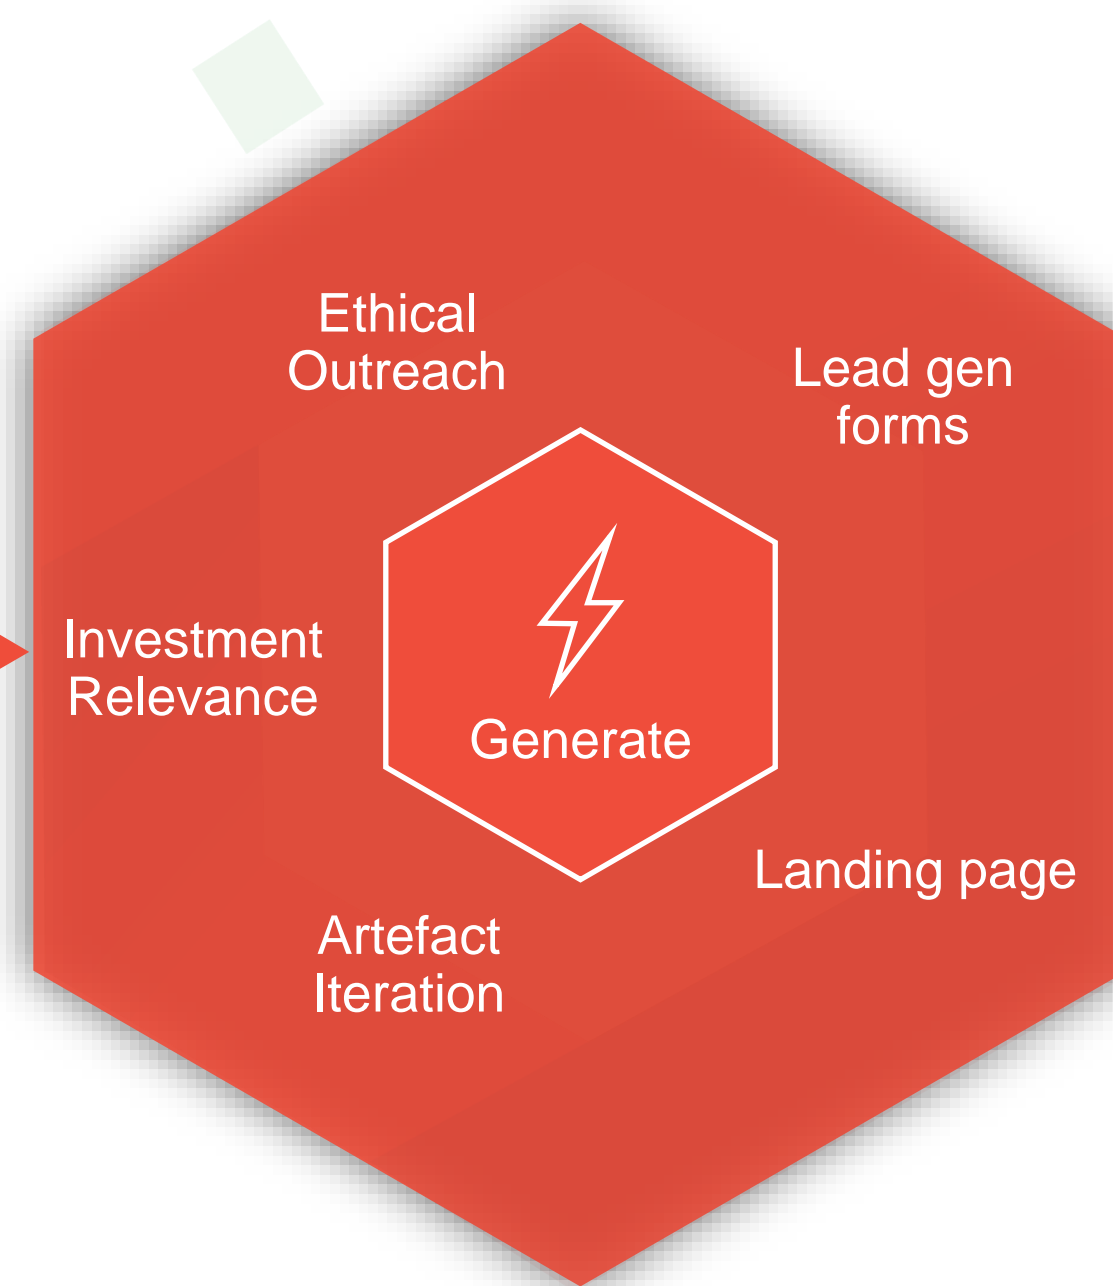 Ethical
Outreach
Lead gen
forms
Investment
Relevance
Generate
Landing page
Artefact
Iteration